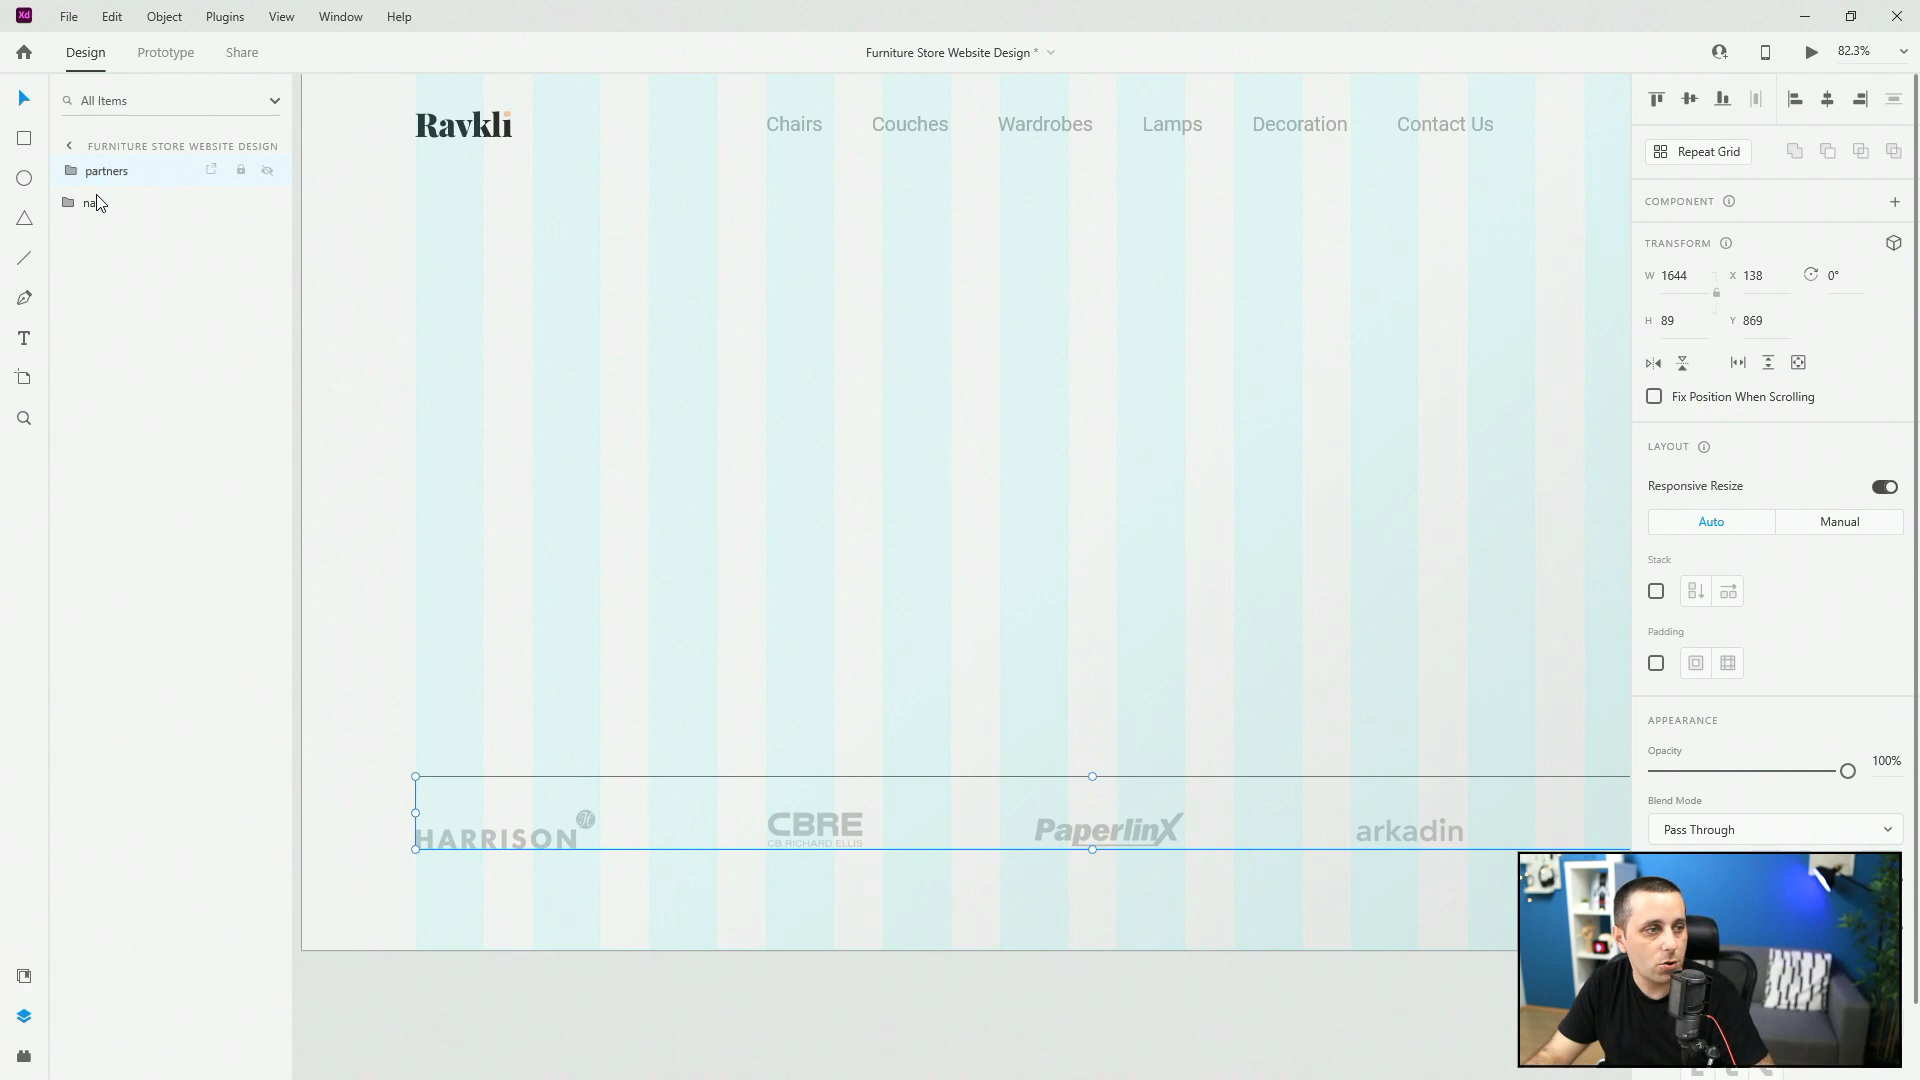 Xd File Edit Object Plugins View Window Help
Design Prototype Share Furniture Store Website Design * 82.3%
All Items
FURNITURE STORE WEBSITE DESIGN
partners
Ravkli Chairs Couches Wardrobes Lamps Decoration Contact Us
Repeat Grid
COMPONENT
TRANSFORM
W 1644 X 138 0°
H 89 Y 869
Fix Position When Scrolling
LAYOUT
Responsive Resize
Auto Manual
Stack
Padding
APPEARANCE
Opacity
100%
Blend Mode
Pass Through
HARRISON H
CBRE
CB RICHARD ELLIS
PaperlinX
arkadin